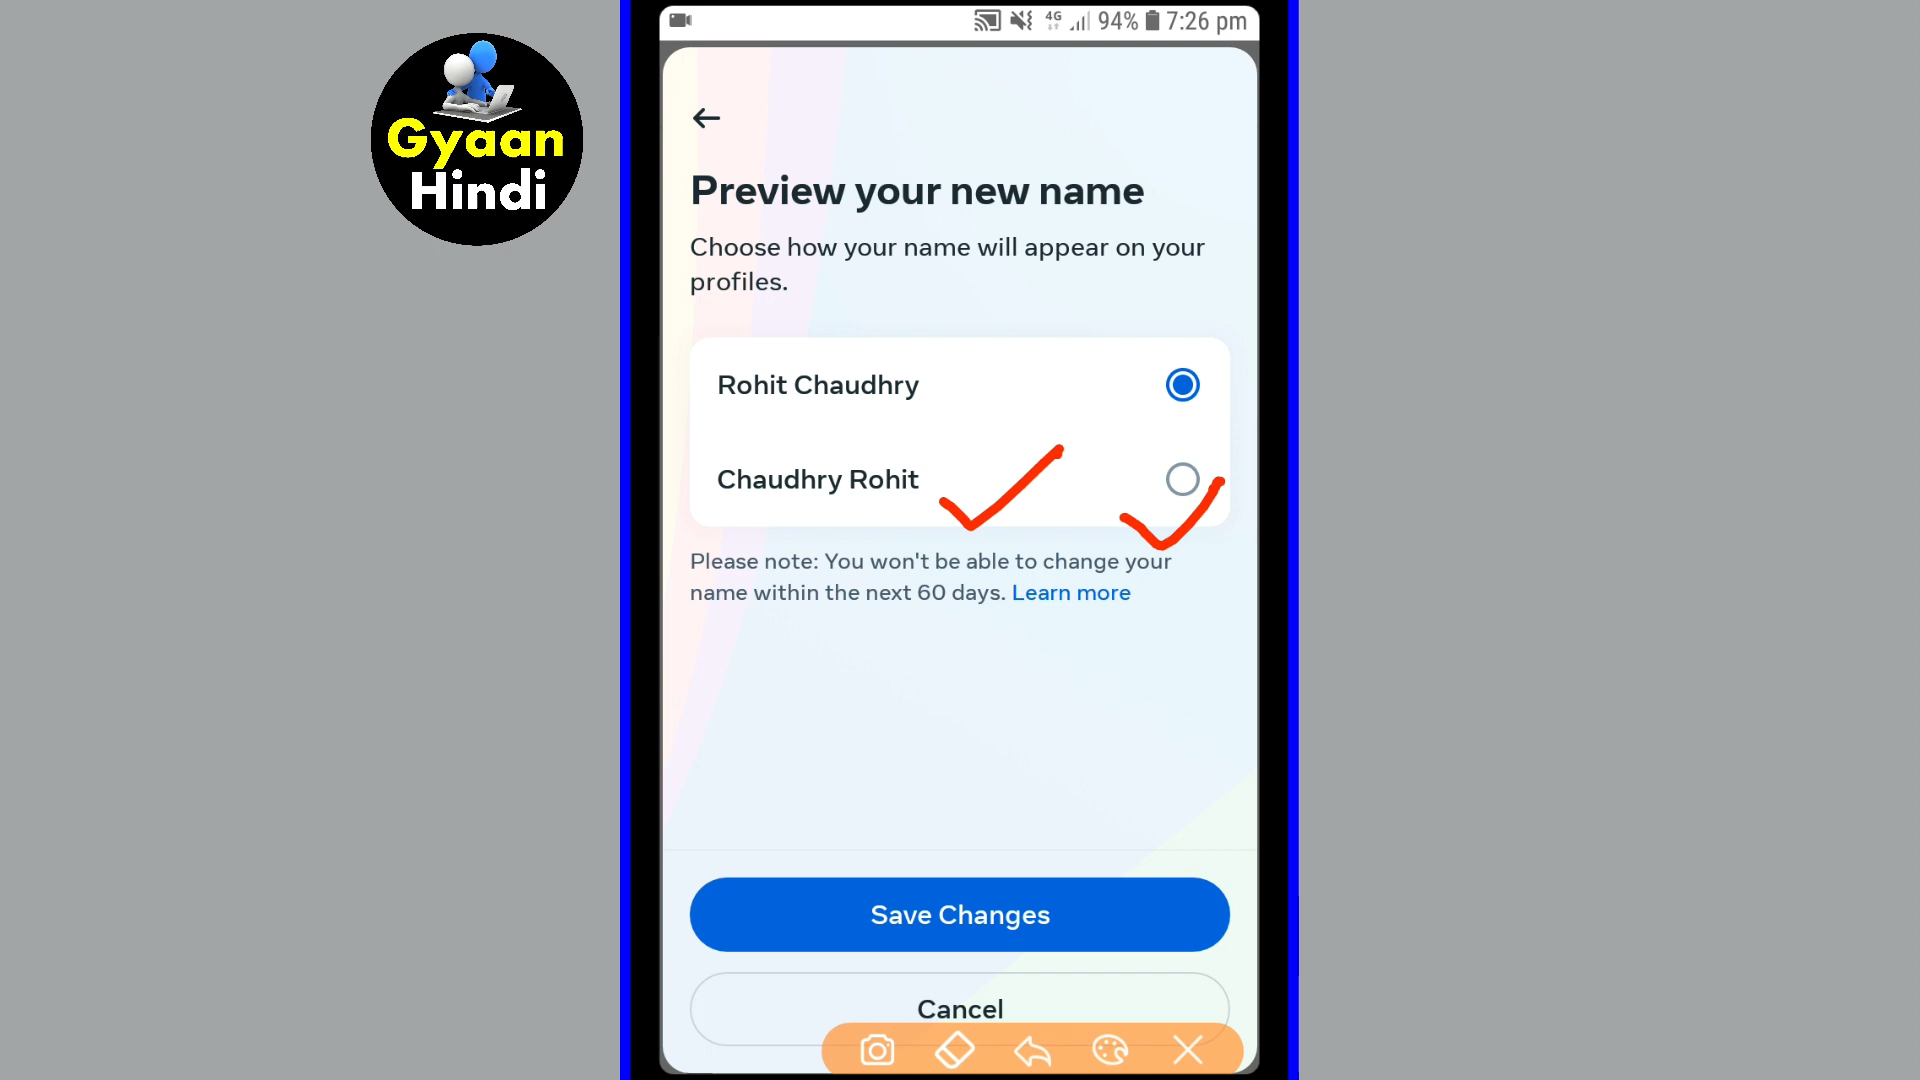 Gyaan
Hindi
4G 94% 7:26 pm
Preview your new name
Choose how your name will appear on your
profiles.
Rohit Chaudhry
Chaudhry Rohit
Please note: You won't be able to change your
name within the next 60 days. Learn more
Save Changes
Cancel